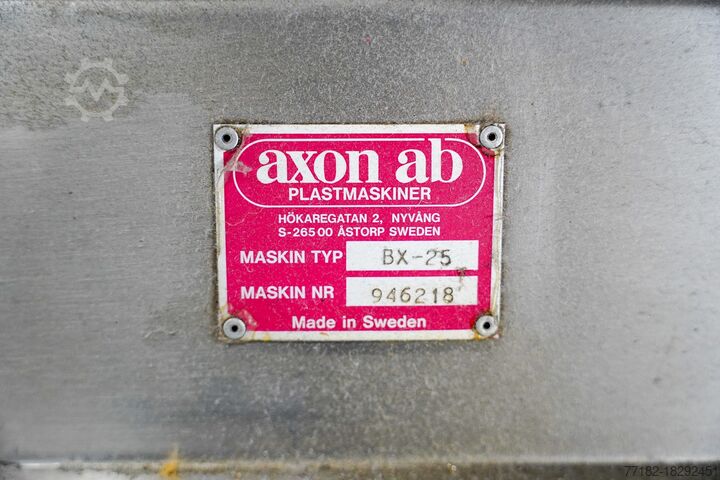 axon ab
PLASTMASKINER
HÖKAREGATAN 2, NYVÅNG
S-265 00 ÅSTORP SWEDEN
MASKIN TYP BX-25
MASKIN NR 946218 T
Made in Sweden
77182-18292451